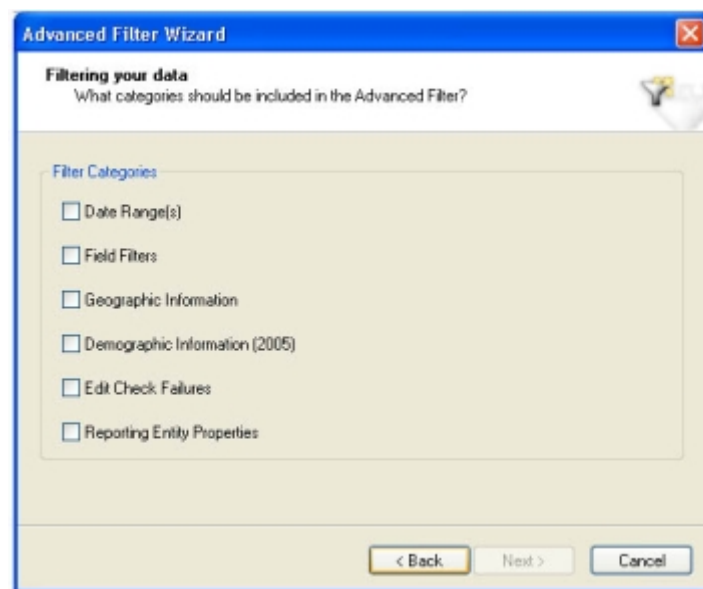 Advanced Filter Wizard
Filtering your data
What categories should be included in the Advanced Filter?
Filter Categories
Date Range(s)
Field Filters
Geographic Information
Demographic Information (2005)
Edit Check Failures
Reporting Entity Properties
< Back Next > Cancel